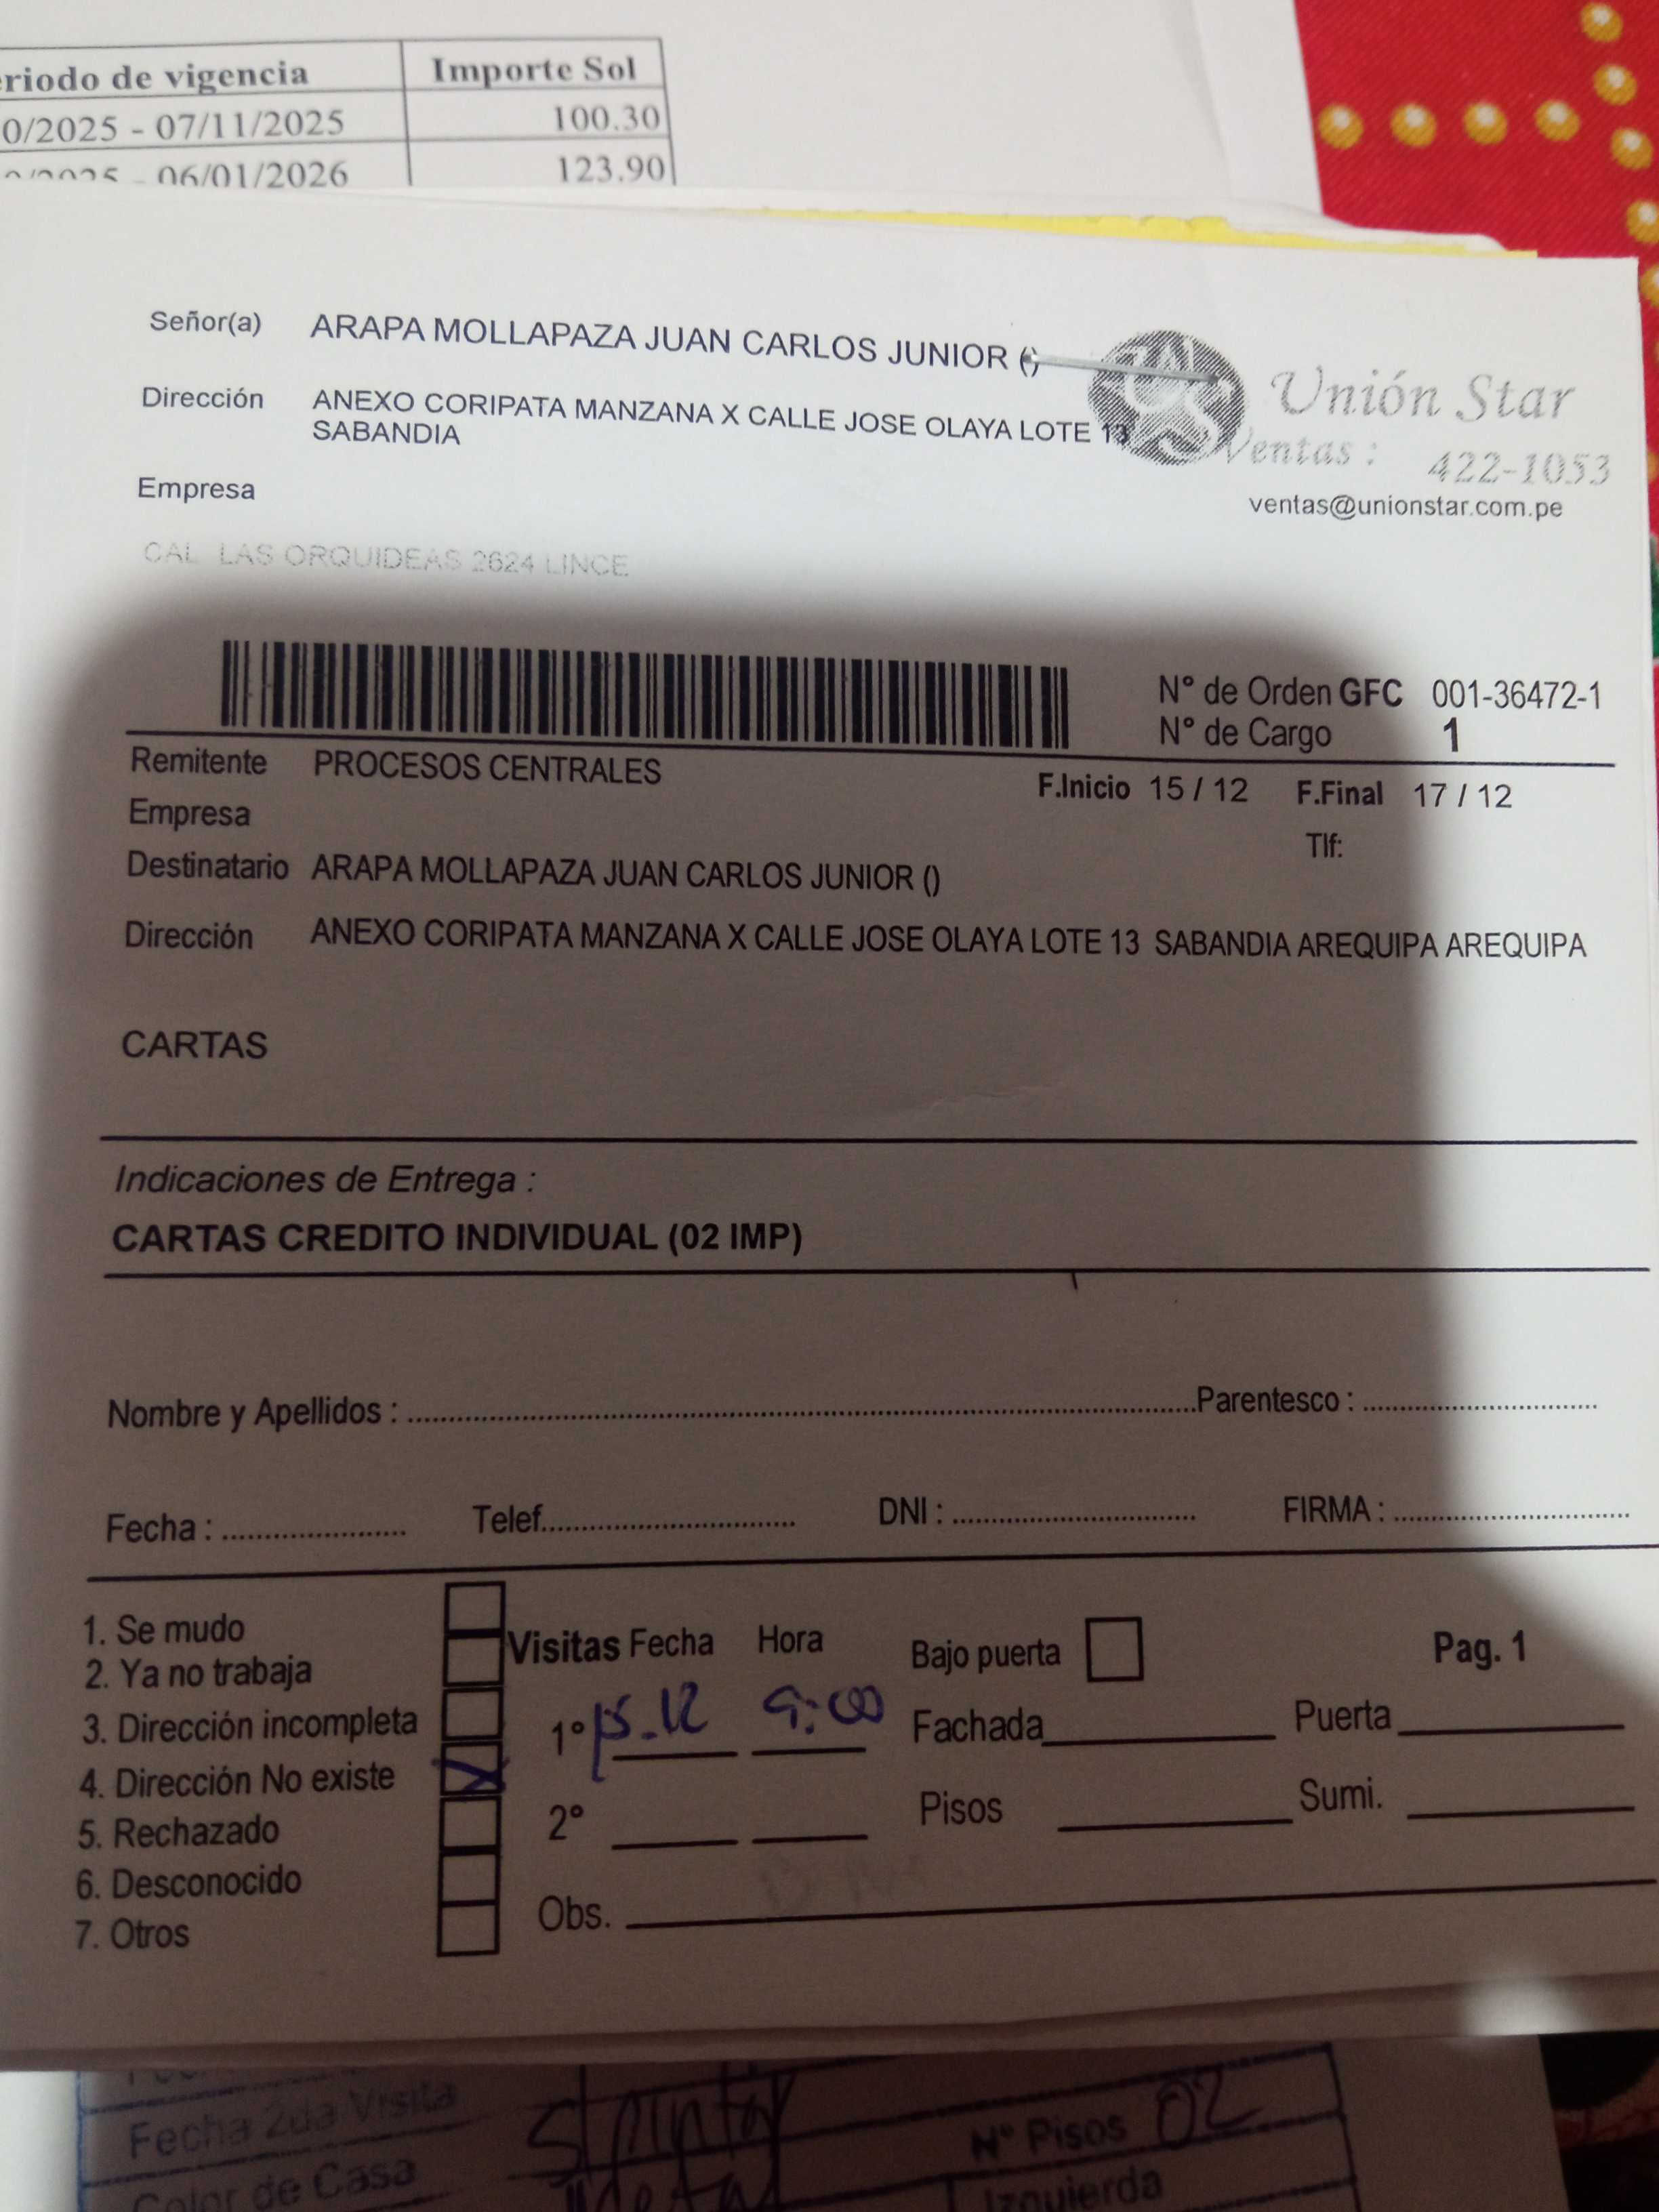 Periodo de vigencia Importe Sol
0/2025 - 07/11/2025 100.30
06/01/2026 123.90
Señor(a) ARAPA MOLLAPAZA JUAN CARLOS JUNIOR ()
Dirección ANEXO CORIPATA MANZANA X CALLE JOSE OLAYA LOTE 13
SABANDIA
Unión Star
Ventas : 422-1053
ventas@unionstar.com.pe
Empresa
CAL LAS ORQUIDEAS 2624 LINCE
N° de Orden GFC 001-36472-1
N° de Cargo 1
Remitente PROCESOS CENTRALES
F.Inicio 15 / 12 F.Final 17 / 12
Empresa
Tlf:
Destinatario ARAPA MOLLAPAZA JUAN CARLOS JUNIOR ()
Dirección ANEXO CORIPATA MANZANA X CALLE JOSE OLAYA LOTE 13 SABANDIA AREQUIPA AREQUIPA
CARTAS
Indicaciones de Entrega :
CARTAS CREDITO INDIVIDUAL (02 IMP)
Nombre y Apellidos : Parentesco :
Fecha : Telef. DNI : FIRMA :
1. Se mudo
2. Ya no trabaja
3. Dirección incompleta
4. Dirección No existe
5. Rechazado
6. Desconocido
7. Otros
Visitas Fecha Hora
1° 15-12 9:00
2°
Obs.
Bajo puerta Pag. 1
Fachada Puerta
Pisos Sumi.
Fecha 2da Visita
N° Pisos 02
Color de Casa
Izquierda